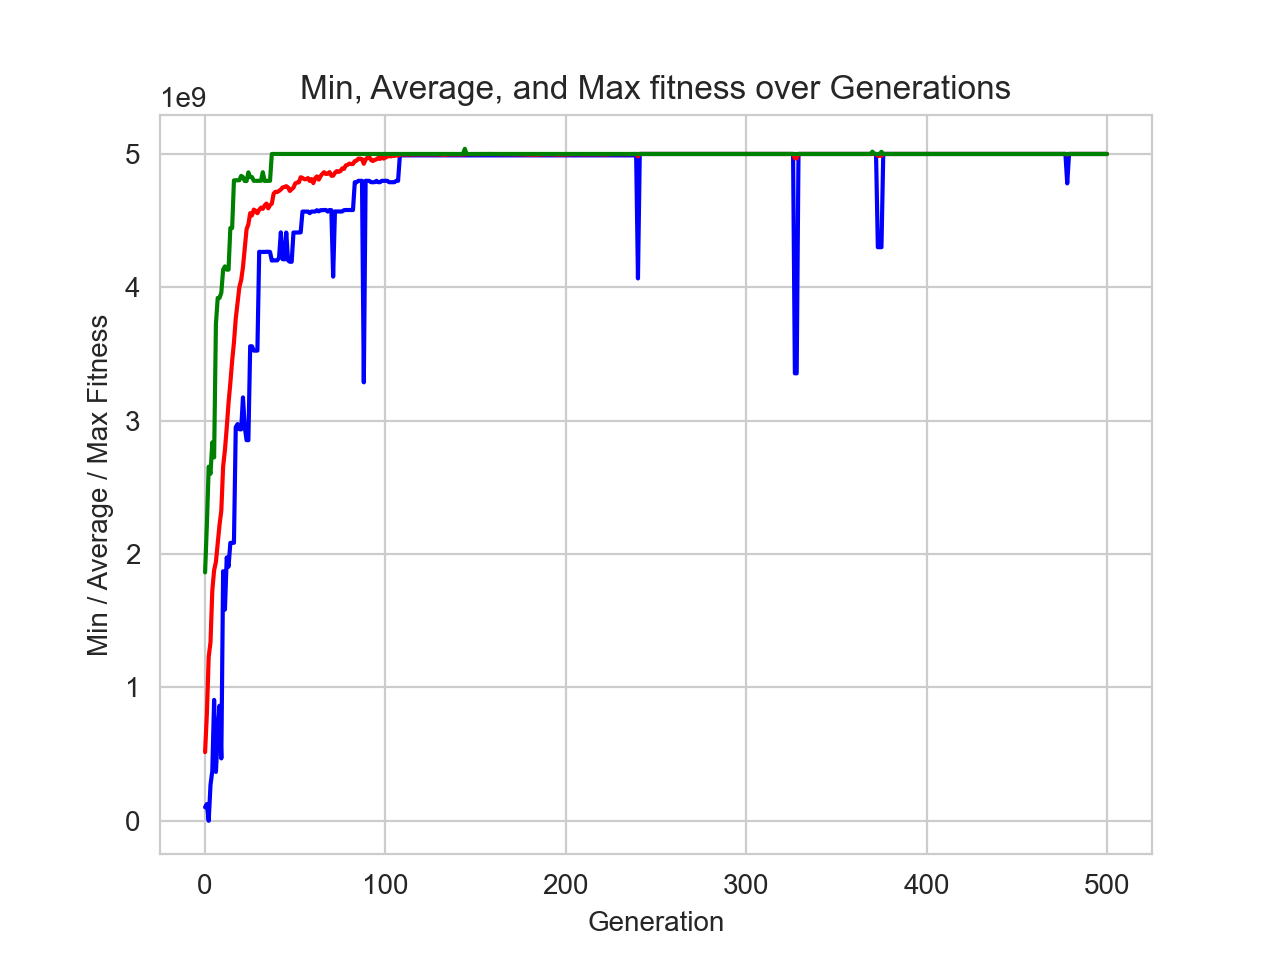 Min, Average, and Max fitness over Generations
1e9
5
4
3
2
1
0
Min / Average / Max Fitness
0 100 200 300 400 500
Generation